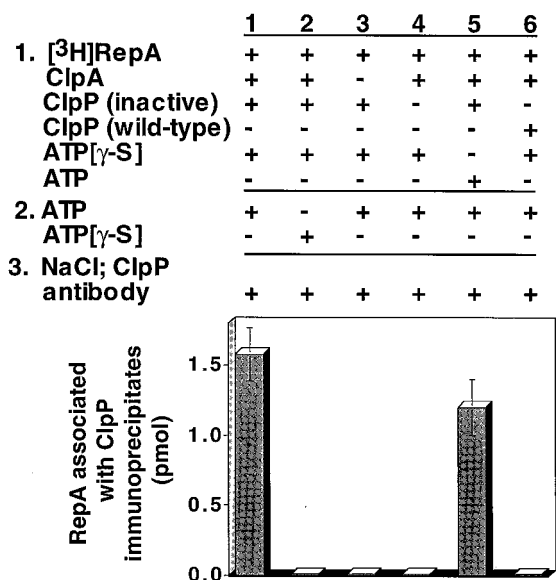 1 2 3 4 5 6
1. [³H]RepA + + + + + +
ClpA + + - + + +
ClpP (inactive) + + + - + -
ClpP (wild-type) - - - - - +
ATP[γ-S] + + + + - +
ATP - - - - + -
2. ATP + - + + + +
ATP[γ-S] - + - - - -
3. NaCl; ClpP
antibody + + + + + +
RepA associated
with ClpP
immunoprecipitates
(pmol)
1.5
1.0
0.5
0.0